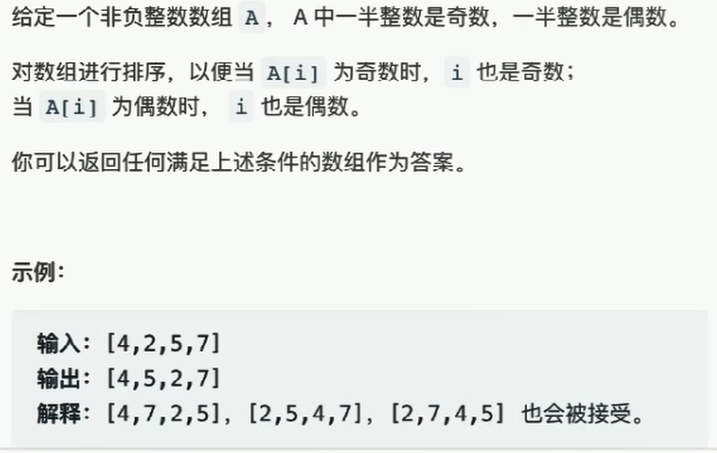 给定一个非负整数数组 A， A 中一半整数是奇数，一半整数是偶数。
对数组进行排序，以便当 A[i] 为奇数时， i 也是奇数；
当 A[i] 为偶数时， i 也是偶数。
你可以返回任何满足上述条件的数组作为答案。
示例：
输入：[4,2,5,7]
输出：[4,5,2,7]
解释：[4,7,2,5]，[2,5,4,7]，[2,7,4,5] 也会被接受。